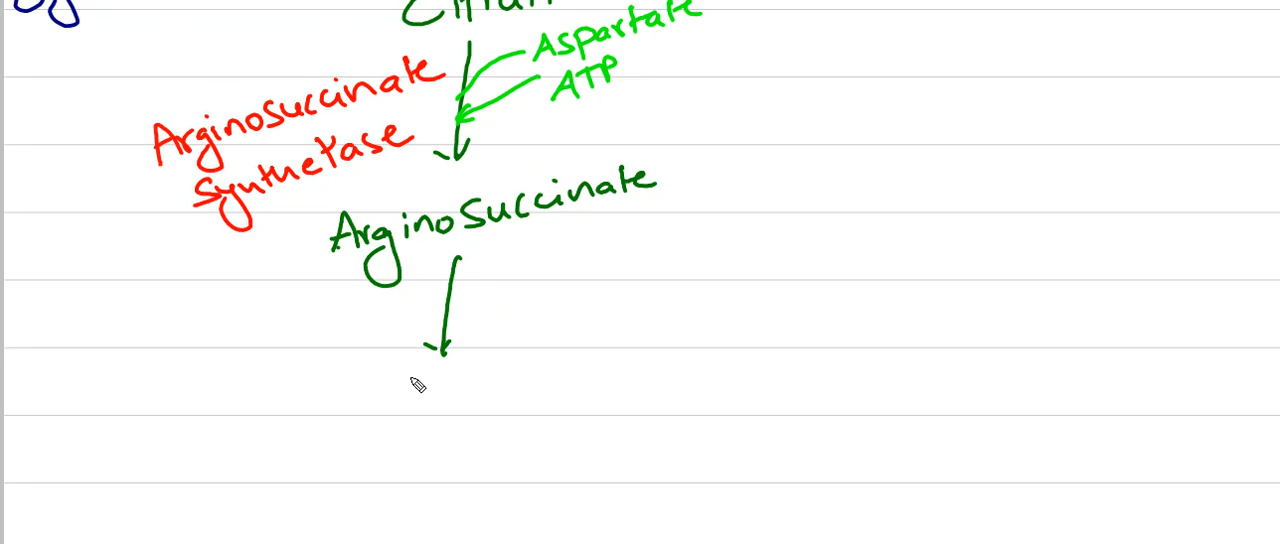 Aspartate
ATP
Arginosuccinate
Synthetase
Arginosuccinate